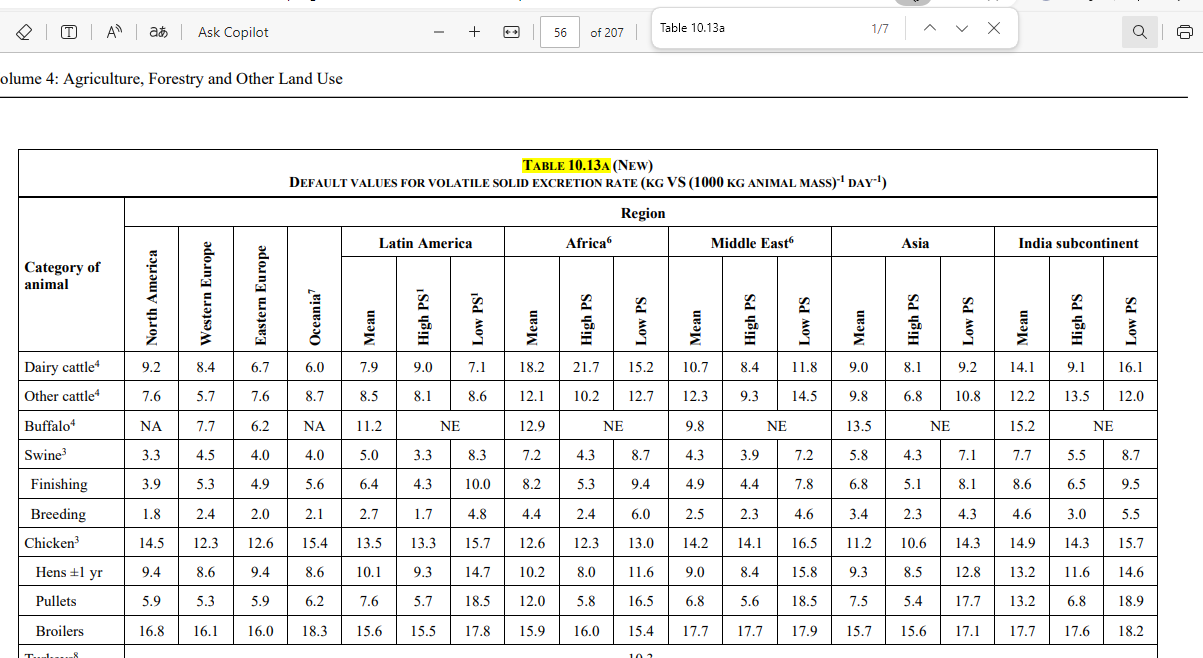 Ask Copilot
56 of 207
Table 10.13a 1/7
olume 4: Agriculture, Forestry and Other Land Use
TABLE 10.13A (NEW)
DEFAULT VALUES FOR VOLATILE SOLID EXCRETION RATE (KG VS (1000 KG ANIMAL MASS)-1 DAY-1)
Category of animal
Region
North America Western Europe Eastern Europe Oceania7 Latin America Africa6 Middle East6 Asia India subcontinent
Mean High PS1 Low PS1 Mean High PS Low PS Mean High PS Low PS Mean High PS Low PS Mean High PS Low PS
Dairy cattle4 9.2 8.4 6.7 6.0 7.9 9.0 7.1 18.2 21.7 15.2 10.7 8.4 11.8 9.0 8.1 9.2 14.1 9.1 16.1
Other cattle4 7.6 5.7 7.6 8.7 8.5 8.1 8.6 12.1 10.2 12.7 12.3 9.3 14.5 9.8 6.8 10.8 12.2 13.5 12.0
Buffalo4 NA 7.7 6.2 NA 11.2 NE 12.9 NE 9.8 NE 13.5 NE 15.2 NE
Swine3 3.3 4.5 4.0 4.0 5.0 3.3 8.3 7.2 4.3 8.7 4.3 3.9 7.2 5.8 4.3 7.1 7.7 5.5 8.7
Finishing 3.9 5.3 4.9 5.6 6.4 4.3 10.0 8.2 5.3 9.4 4.9 4.4 7.8 6.8 5.1 8.1 8.6 6.5 9.5
Breeding 1.8 2.4 2.0 2.1 2.7 1.7 4.8 4.4 2.4 6.0 2.5 2.3 4.6 3.4 2.3 4.3 4.6 3.0 5.5
Chicken3 14.5 12.3 12.6 15.4 13.5 13.3 15.7 12.6 12.3 13.0 14.2 14.1 16.5 11.2 10.6 14.3 14.9 14.3 15.7
Hens ±1 yr 9.4 8.6 9.4 8.6 10.1 9.3 14.7 10.2 8.0 11.6 9.0 8.4 15.8 9.3 8.5 12.8 13.2 11.6 14.6
Pullets 5.9 5.3 5.9 6.2 7.6 5.7 18.5 12.0 5.8 16.5 6.8 5.6 18.5 7.5 5.4 17.7 13.2 6.8 18.9
Broilers 16.8 16.1 16.0 18.3 15.6 15.5 17.8 15.9 16.0 15.4 17.7 17.7 17.9 15.7 15.6 17.1 17.7 17.6 18.2